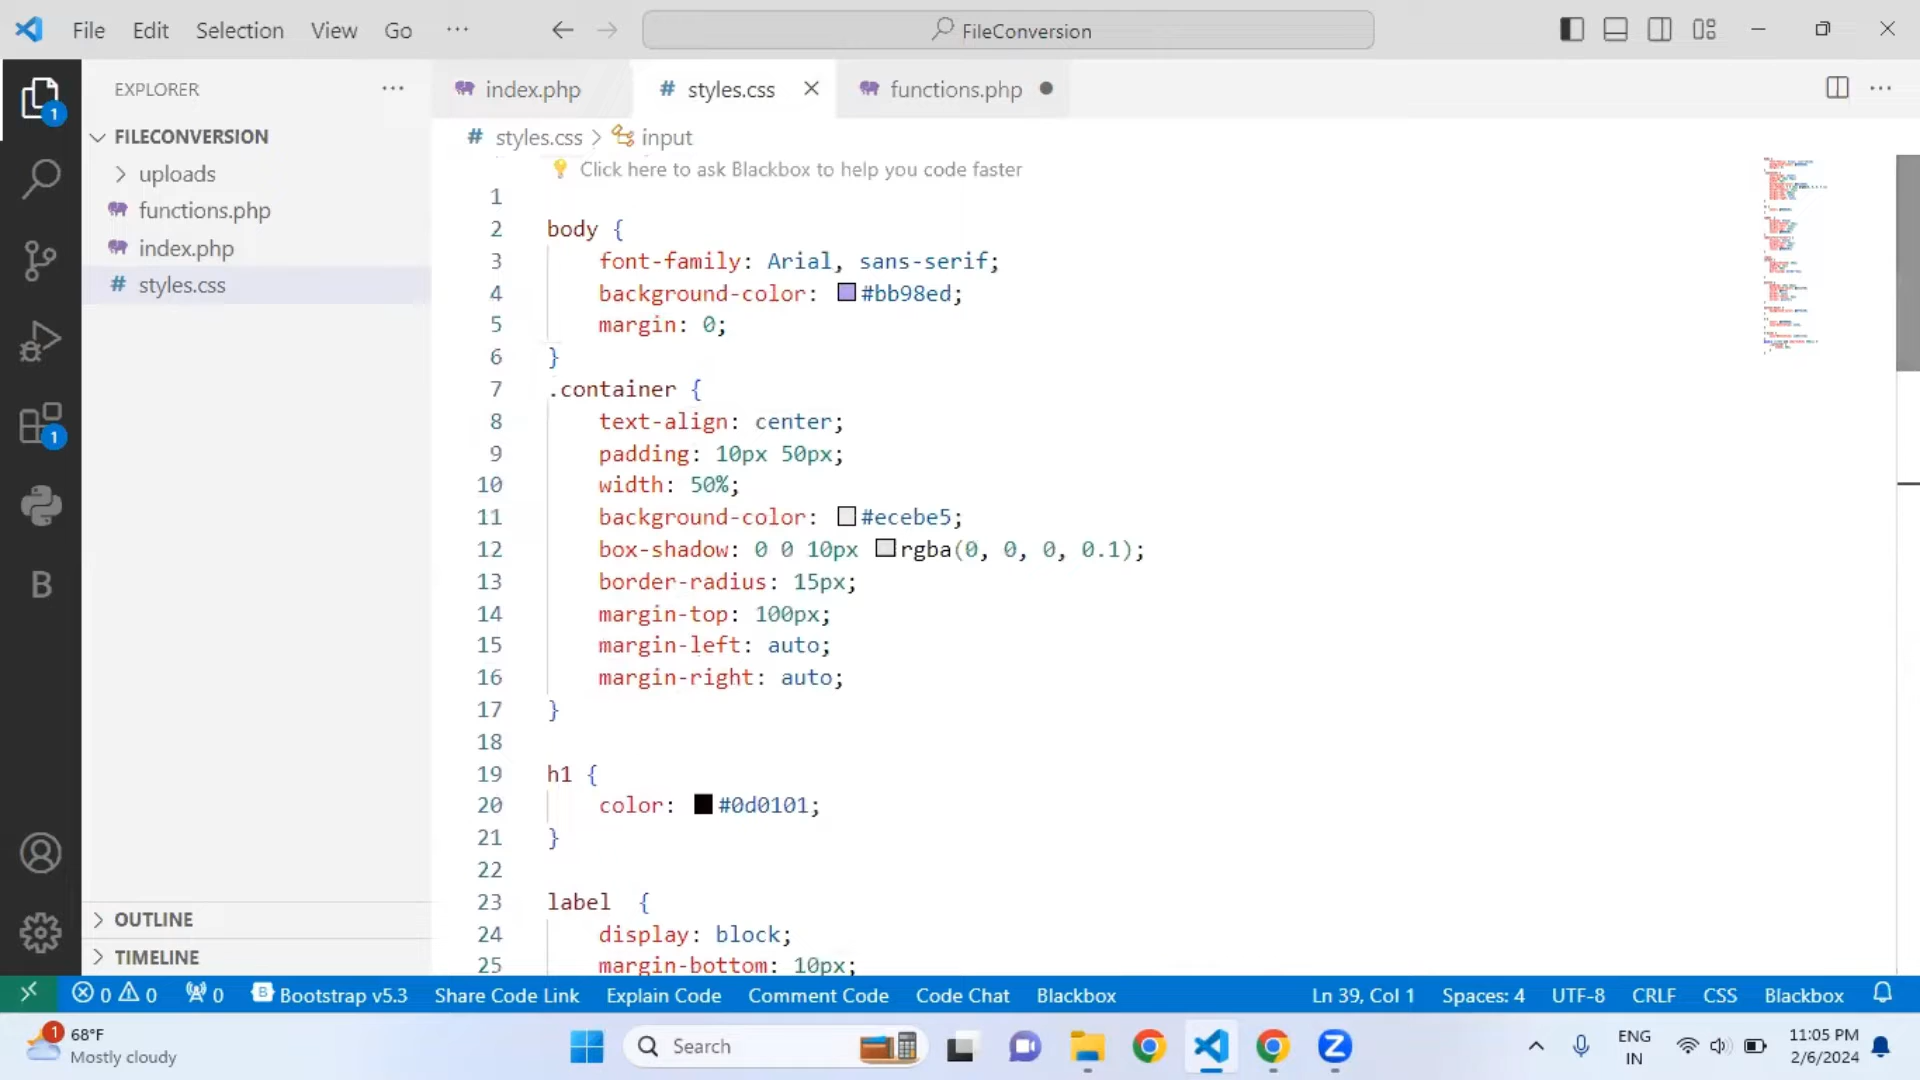 File Edit Selection View Go ··· FileConversion
EXPLORER ···
FILECONVERSION
uploads
functions.php
index.php
styles.css
OUTLINE
TIMELINE
1
1
B
index.php styles.css functions.php
styles.css > input
Click here to ask Blackbox to help you code faster
1
2 body {
3 font-family: Arial, sans-serif;
4 background-color: #bb98ed;
5 margin: 0;
6 }
7 .container {
8 text-align: center;
9 padding: 10px 50px;
10 width: 50%;
11 background-color: #ecebe5;
12 box-shadow: 0 0 10px rgba(0, 0, 0, 0.1);
13 border-radius: 15px;
14 margin-top: 100px;
15 margin-left: auto;
16 margin-right: auto;
17 }
18
19 h1 {
20 color: #0d0101;
21 }
22
23 label {
24 display: block;
25 margin-bottom: 10px;
0 0 0 Bootstrap v5.3 Share Code Link Explain Code Comment Code Code Chat Blackbox Ln 39, Col 1 Spaces: 4 UTF-8 CRLF CSS Blackbox
1 68°F
Mostly cloudy
Search
ENG
IN
11:05 PM
2/6/2024